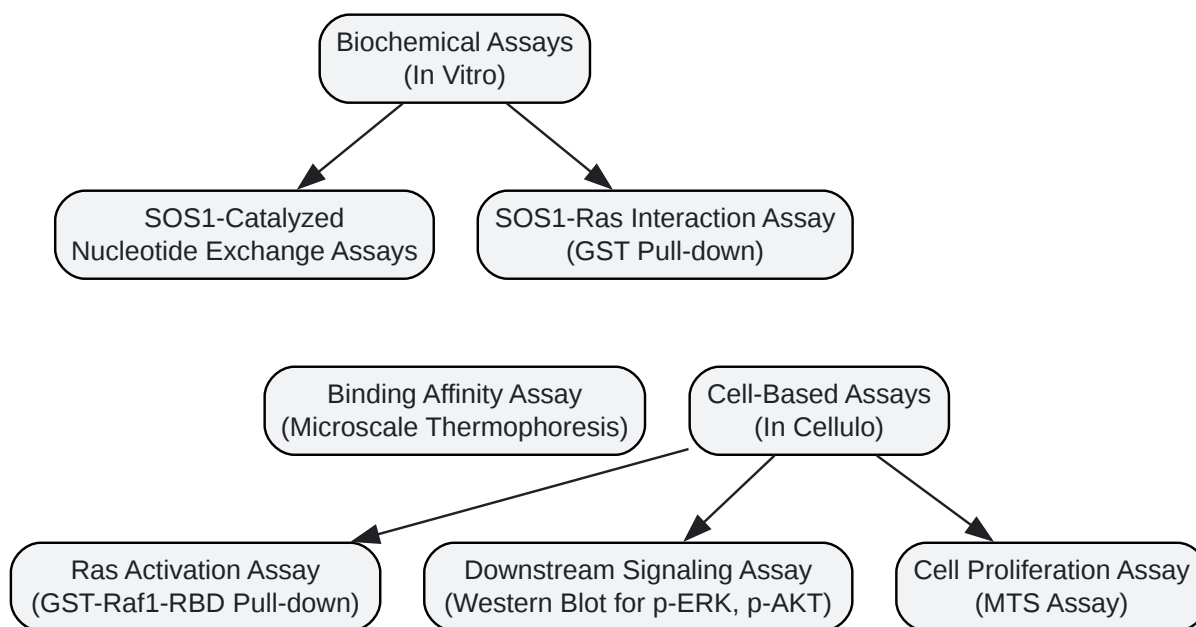 Biochemical Assays
(In Vitro)
SOS1-Catalyzed
Nucleotide Exchange Assays
SOS1-Ras Interaction Assay
(GST Pull-down)
Binding Affinity Assay
(Microscale Thermophoresis)
Cell-Based Assays
(In Cellulo)
Ras Activation Assay
(GST-Raf1-RBD Pull-down)
Downstream Signaling Assay
(Western Blot for p-ERK, p-AKT)
Cell Proliferation Assay
(MTS Assay)